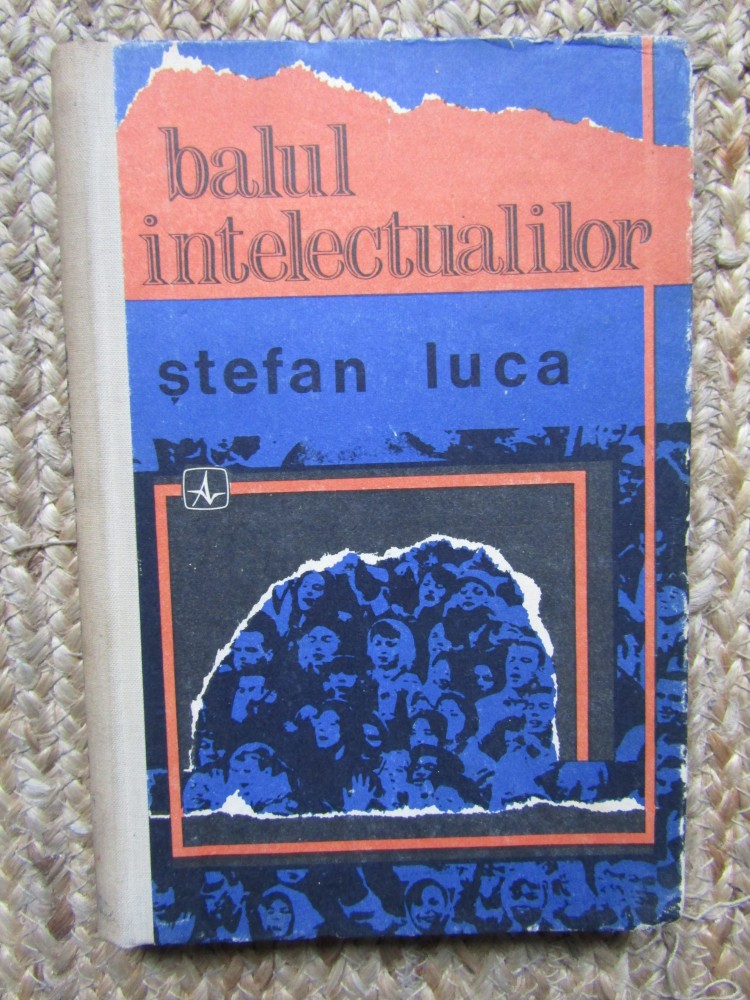 balul
intelectualilor
ștefan luca